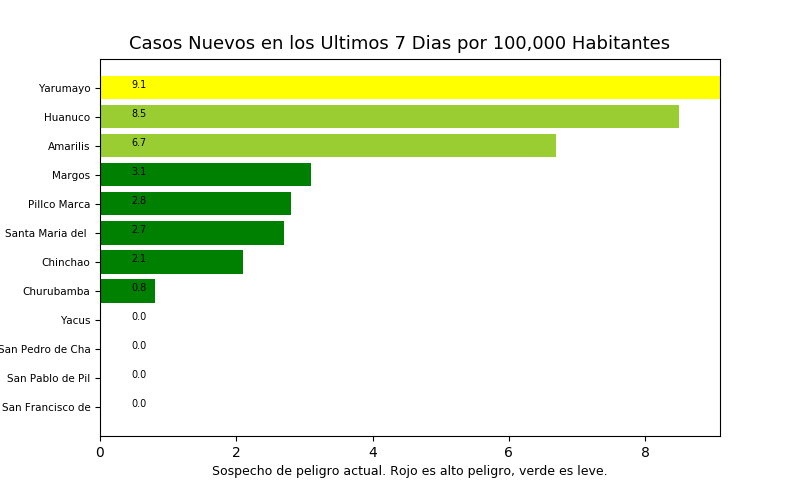 Casos Nuevos en los Ultimos 7 Dias por 100,000 Habitantes
Yarumayo 9.1
Huanuco 8.5
Amarilis 6.7
Margos 3.1
Pillco Marca 2.8
Santa Maria del 2.7
Chinchao 2.1
Churubamba 0.8
Yacus 0.0
San Pedro de Cha 0.0
San Pablo de Pil 0.0
San Francisco de 0.0
0 2 4 6 8
Sospecho de peligro actual. Rojo es alto peligro, verde es leve.